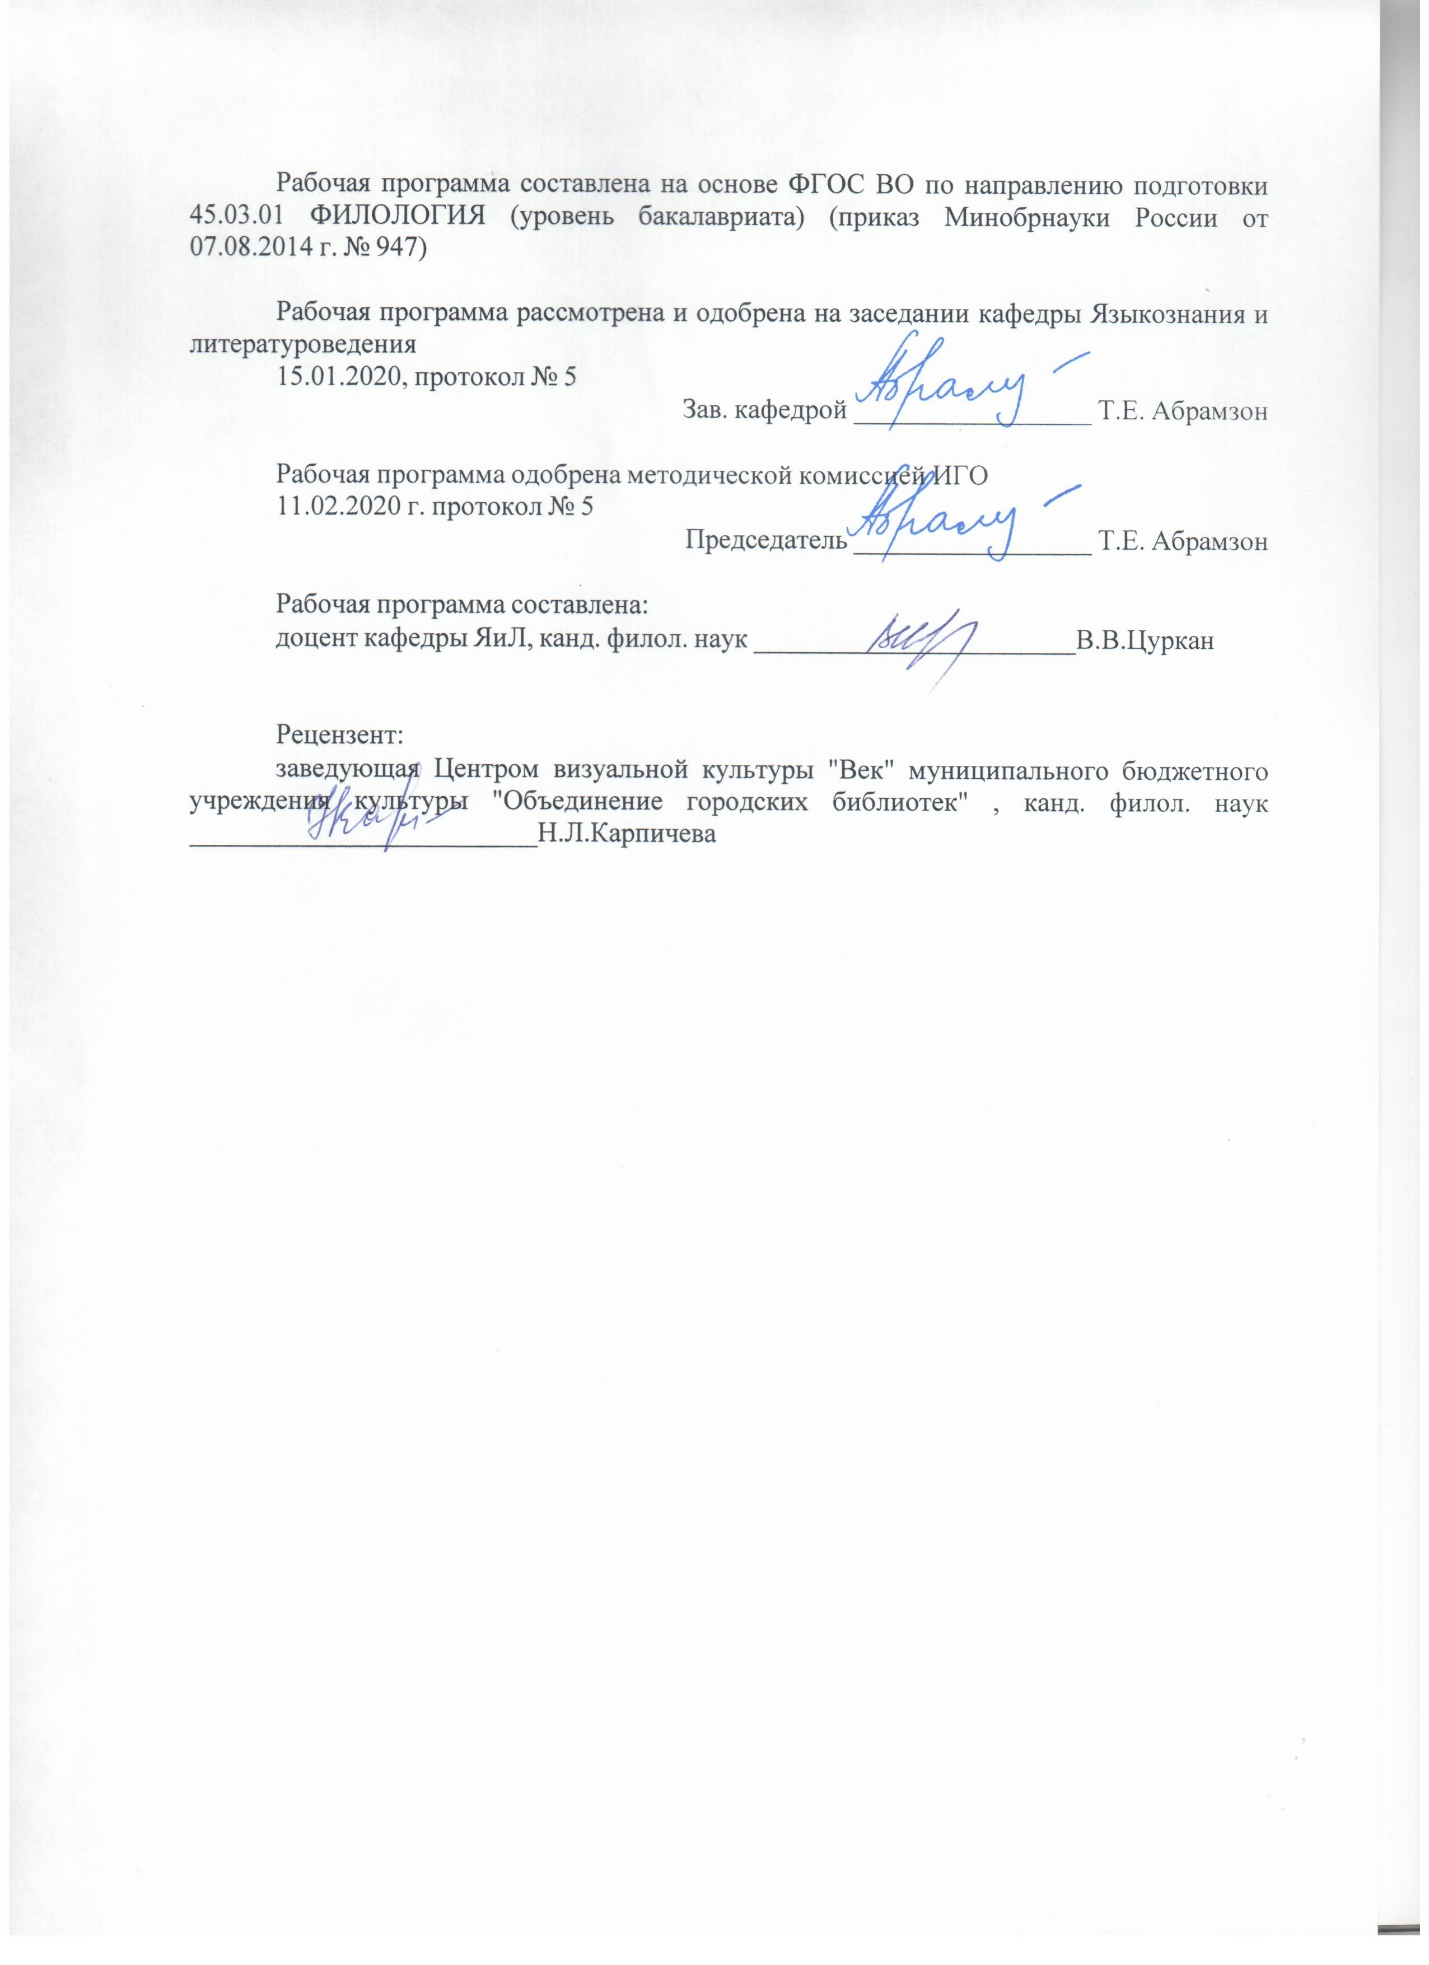 Рабочая программа составлена на основе ФГОС ВО по направлению подготовки
45.03.01 ФИЛОЛОГИЯ (уровень бакалавриата) (приказ Минобрнауки России от
07.08.2014 г. № 947)
Рабочая программа рассмотрена и одобрена на заседании кафедры Языкознания и
литературоведения
15.01.2020, протокол № 5
Зав. кафедрой _________________ Т.Е. Абрамзон
Рабочая программа одобрена методической комиссией ИГО
11.02.2020 г. протокол № 5
Председатель _________________ Т.Е. Абрамзон
Рабочая программа составлена:
доцент кафедры ЯиЛ, канд. филол. наук _______________________В.В.Цуркан
Рецензент:
заведующая Центром визуальной культуры "Век" муниципального бюджетного
учреждения культуры "Объединение городских библиотек" , канд. филол. наук
_________________________Н.Л.Карпичева